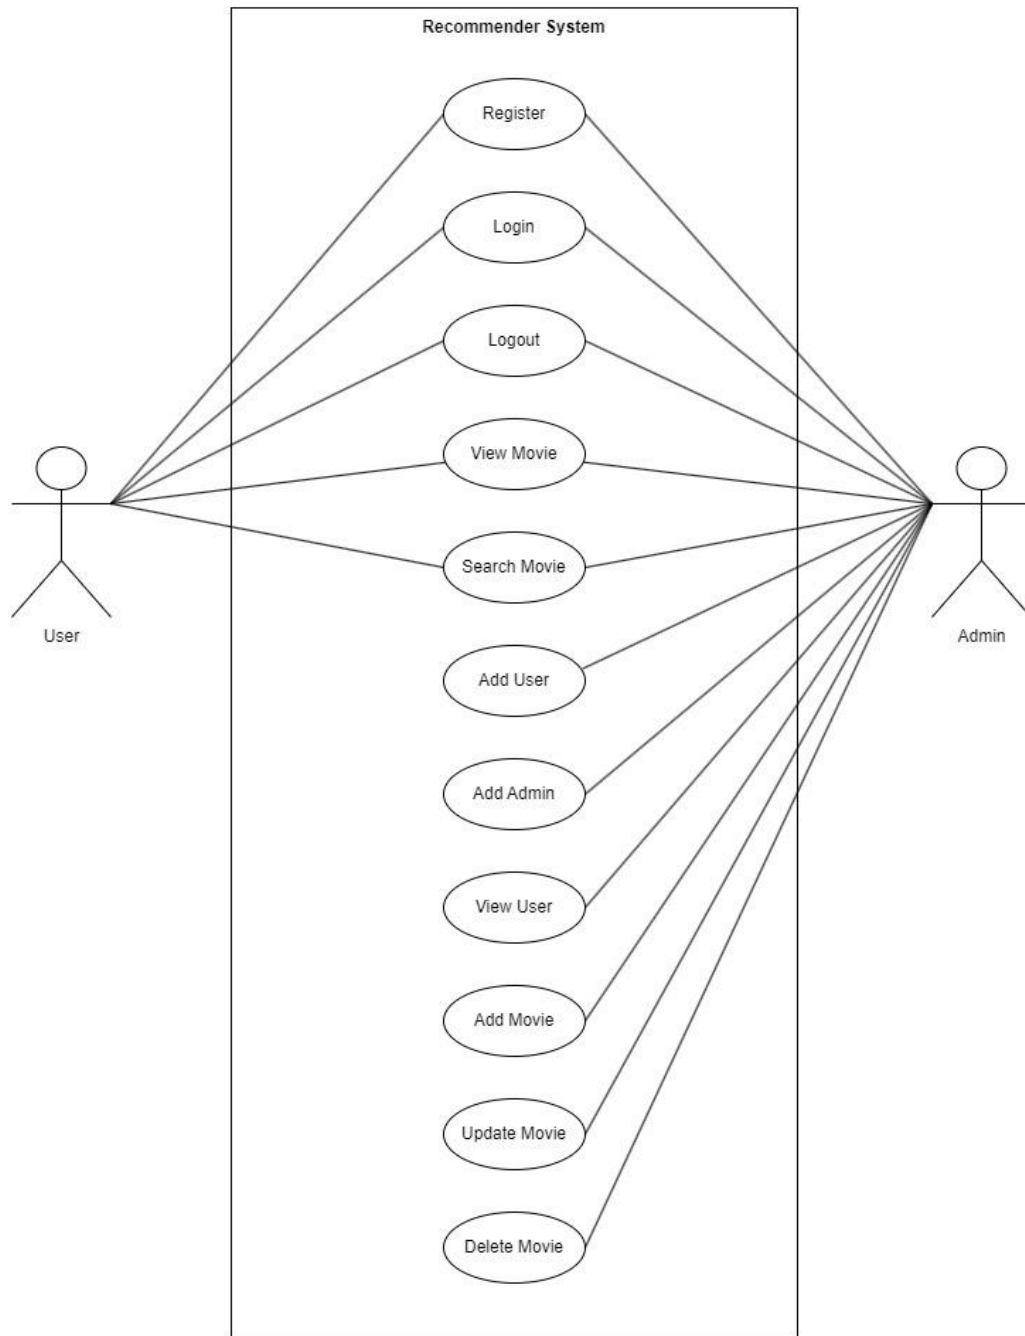 Recommender System
Register
Login
Logout
View Movie
Search Movie
User
Admin
Add User
Add Admin
View User
Add Movie
Update Movie
Delete Movie